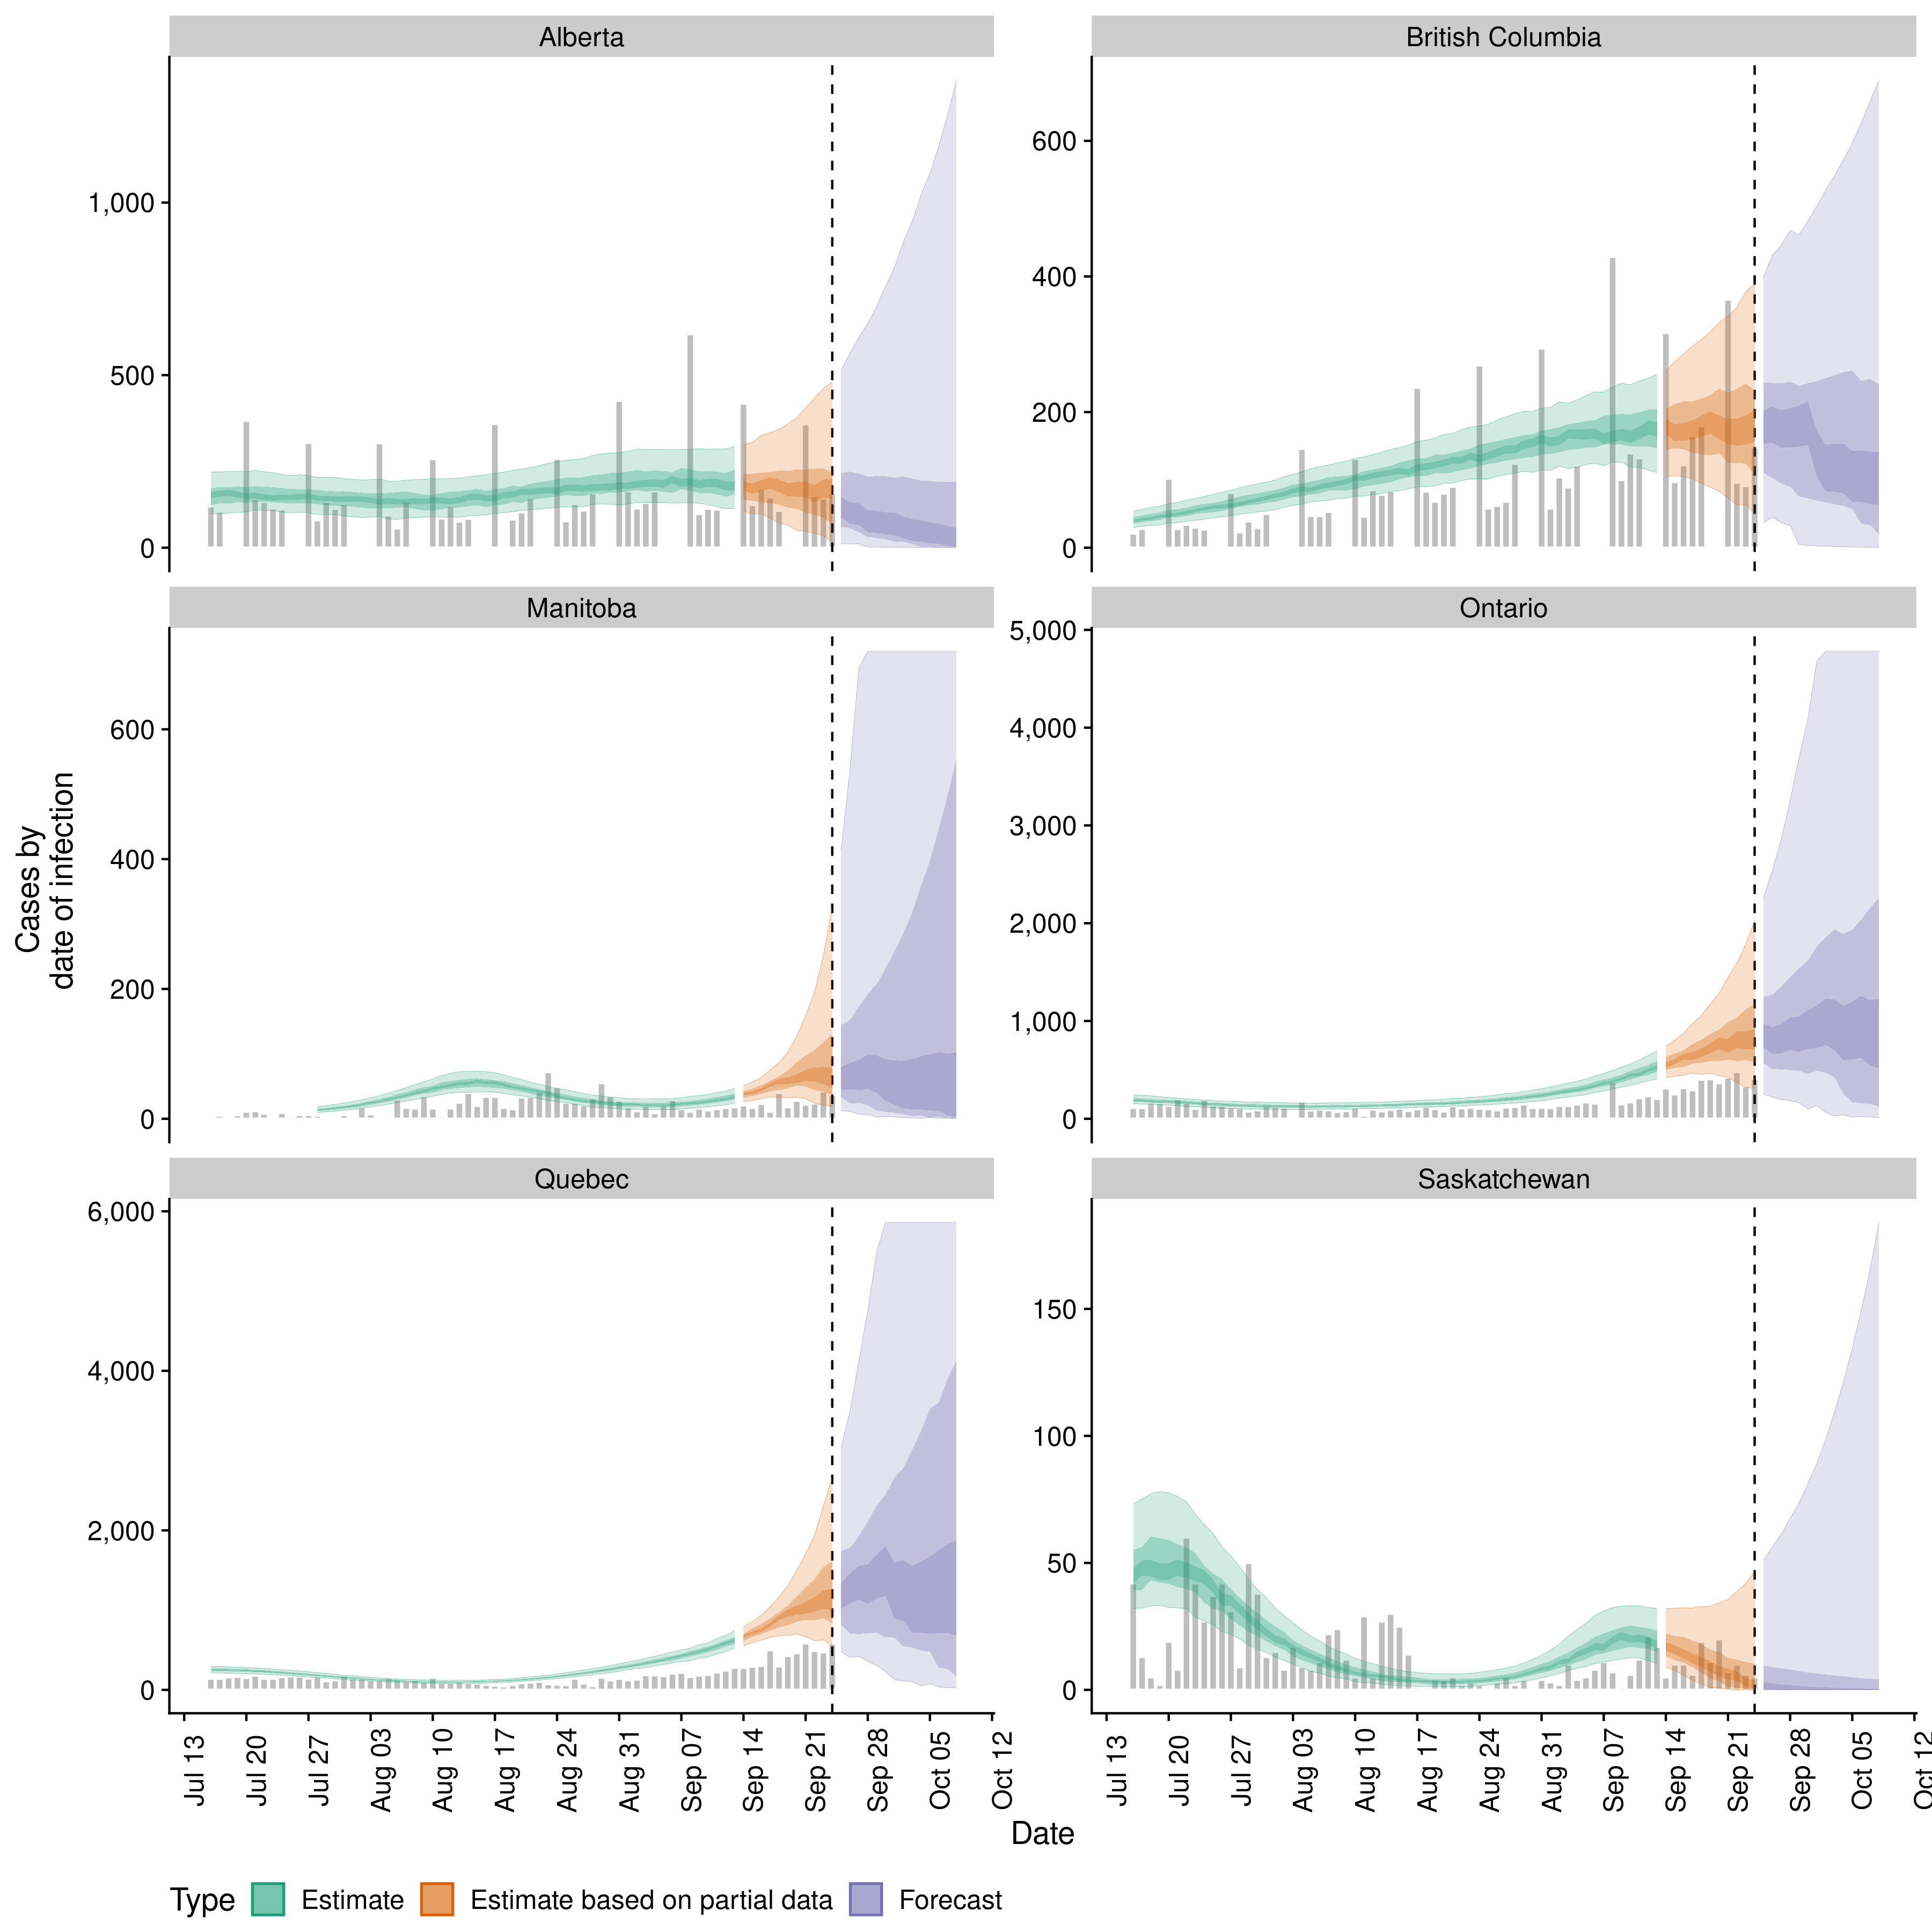 Alberta
British Columbia
1,000
500
0
600
400
200
0
Manitoba
Ontario
600
400
200
0
5,000
4,000
3,000
2,000
1,000
0
Cases by
date of infection
Quebec
Saskatchewan
6,000
4,000
2,000
0
150
100
50
0
Jul 13
Jul 20
Jul 27
Aug 03
Aug 10
Aug 17
Aug 24
Aug 31
Sep 07
Sep 14
Sep 21
Sep 28
Oct 05
Oct 12
Jul 13
Jul 20
Jul 27
Aug 03
Aug 10
Aug 17
Aug 24
Aug 31
Sep 07
Sep 14
Sep 21
Sep 28
Oct 05
Oct 12
Date
Type Estimate Estimate based on partial data Forecast